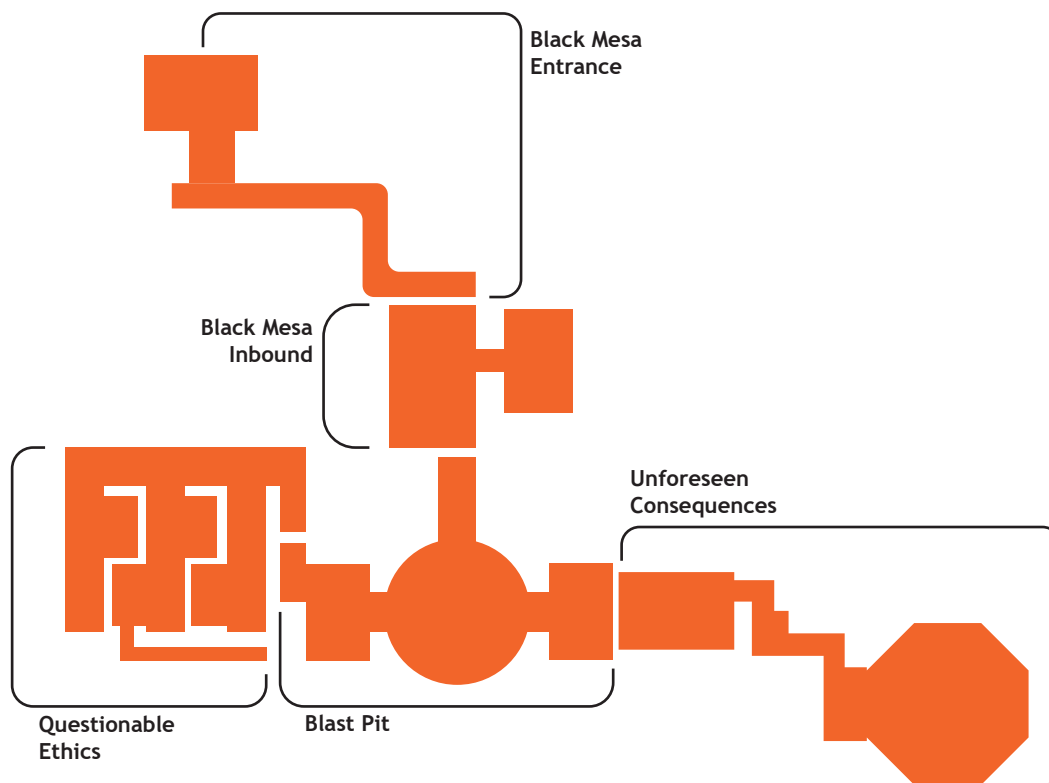 Black Mesa
Entrance
Black Mesa
Inbound
Unforeseen
Consequences
Questionable
Ethics
Blast Pit